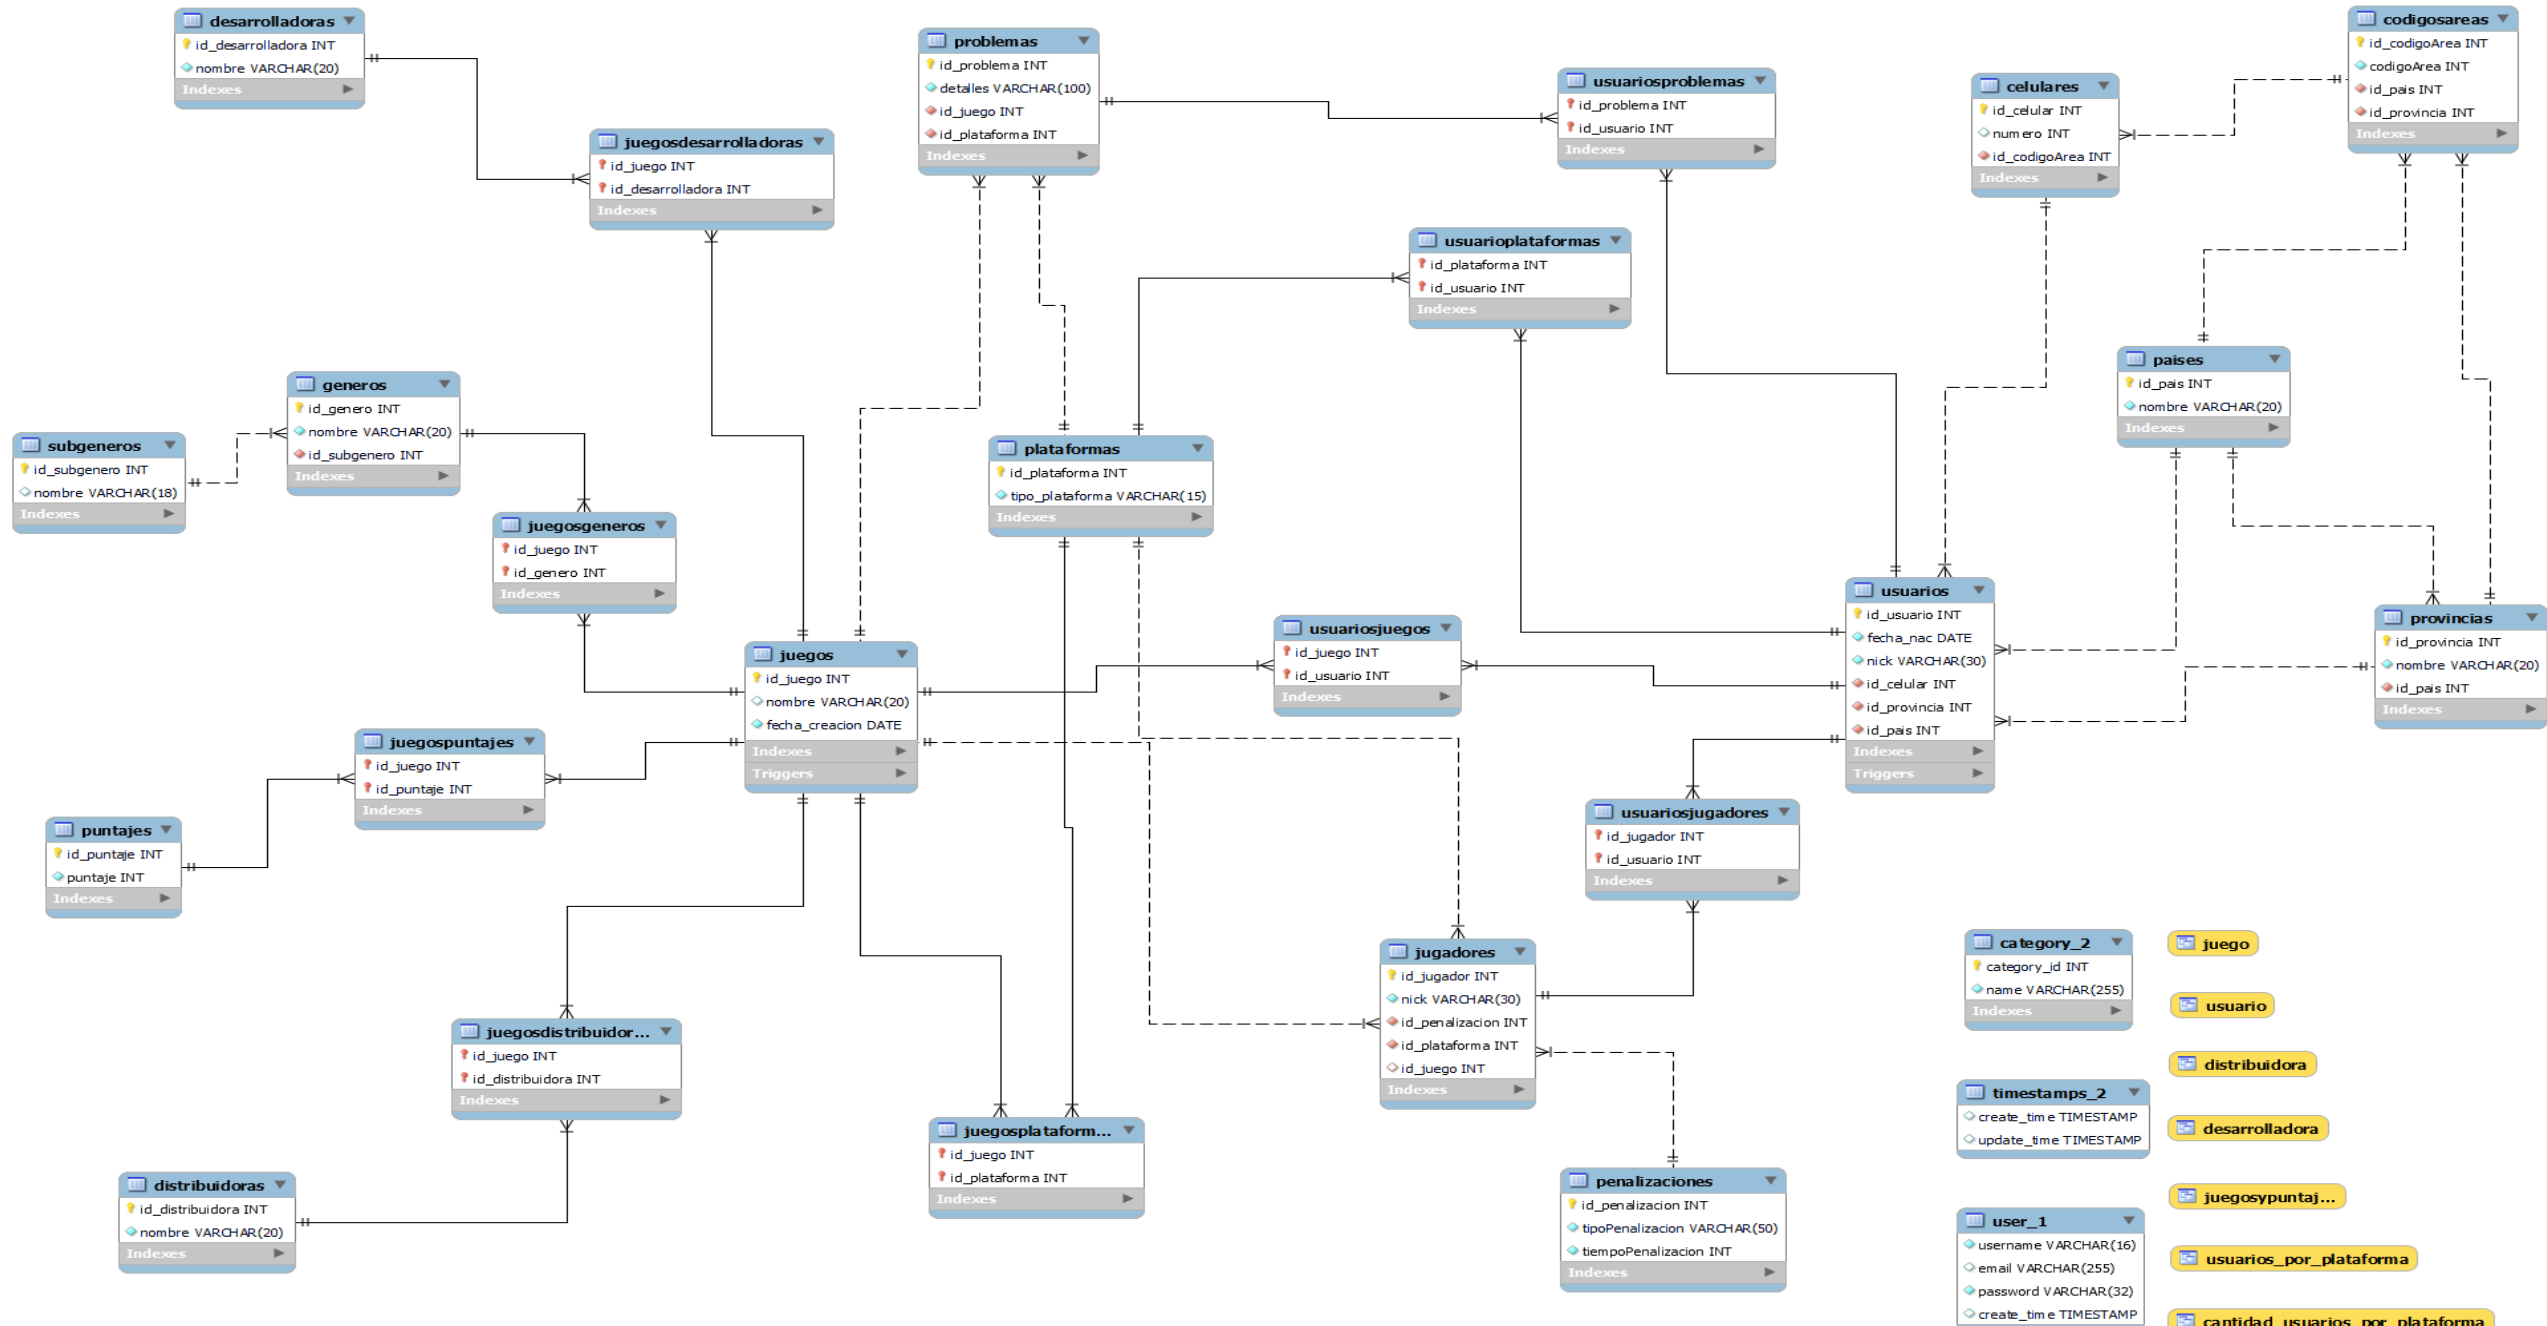 desarrolladoras
id_desarrolladora INT
nombre VARCHAR(20)
Indexes
problemas
id_problema INT
detalles VARCHAR(100)
id_juego INT
id_plataforma INT
Indexes
usuariosproblemas
id_problema INT
id_usuario INT
Indexes
celulares
id_celular INT
numero INT
id_codigoArea INT
Indexes
codigosareas
id_codigoArea INT
codigoArea INT
id_pais INT
id_provincia INT
Indexes
juegosdesarrolladoras
id_juego INT
id_desarrolladora INT
Indexes
usuarioplataformas
id_plataforma INT
id_usuario INT
Indexes
paises
id_pais INT
nombre VARCHAR(20)
Indexes
generos
id_genero INT
nombre VARCHAR(20)
id_subgenero INT
Indexes
subgeneros
id_subgenero INT
nombre VARCHAR(18)
Indexes
plataformas
id_plataforma INT
tipo_plataforma VARCHAR(15)
Indexes
juegosgeneros
id_juego INT
id_genero INT
Indexes
usuarios
id_usuario INT
fecha_nac DATE
nick VARCHAR(30)
id_celular INT
id_provincia INT
id_pais INT
Indexes
Triggers
provincias
id_provincia INT
nombre VARCHAR(20)
id_pais INT
Indexes
usuariosjuegos
id_juego INT
id_usuario INT
Indexes
juegos
id_juego INT
nombre VARCHAR(20)
fecha_creacion DATE
Indexes
Triggers
juegospuntajes
id_juego INT
id_puntaje INT
Indexes
puntajes
id_puntaje INT
puntaje INT
Indexes
usuariosjugadores
id_jugador INT
id_usuario INT
Indexes
jugadores
id_jugador INT
nick VARCHAR(30)
id_penalizacion INT
id_plataforma INT
id_juego INT
Indexes
juegosdistribuidor...
id_juego INT
id_distribuidora INT
Indexes
juegosplataform...
id_juego INT
id_plataforma INT
Indexes
distribuidoras
id_distribuidora INT
nombre VARCHAR(20)
Indexes
penalizaciones
id_penalizacion INT
tipoPenalizacion VARCHAR(50)
tiempoPenalizacion INT
Indexes
category_2
category_id INT
name VARCHAR(255)
Indexes
timestamps_2
create_time TIMESTAMP
update_time TIMESTAMP
user_1
username VARCHAR(16)
email VARCHAR(255)
password VARCHAR(32)
create_time TIMESTAMP
juego
usuario
distribuidora
desarrolladora
juegosypuntaj...
usuarios_por_plataforma
cantidad_usuarios_por_plataforma